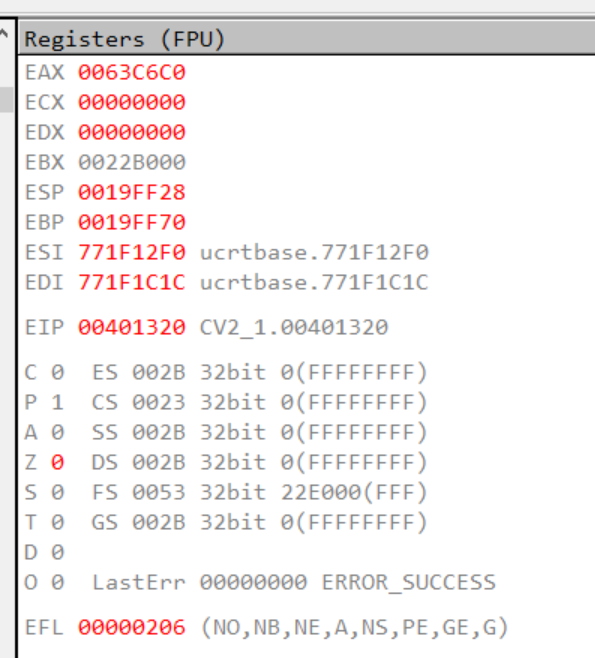 Registers (FPU)
EAX 0063C6C0
ECX 00000000
EDX 00000000
EBX 0022B000
ESP 0019FF28
EBP 0019FF70
ESI 771F12F0 ucrtbase.771F12F0
EDI 771F1C1C ucrtbase.771F1C1C
EIP 00401320 CV2_1.00401320
C 0 ES 002B 32bit 0(FFFFFFFF)
P 1 CS 0023 32bit 0(FFFFFFFF)
A 0 SS 002B 32bit 0(FFFFFFFF)
Z 0 DS 002B 32bit 0(FFFFFFFF)
S 0 FS 0053 32bit 22E000(FFF)
T 0 GS 002B 32bit 0(FFFFFFFF)
D 0
O 0 LastErr 00000000 ERROR_SUCCESS
EFL 00000206 (NO,NB,NE,A,NS,PE,GE,G)